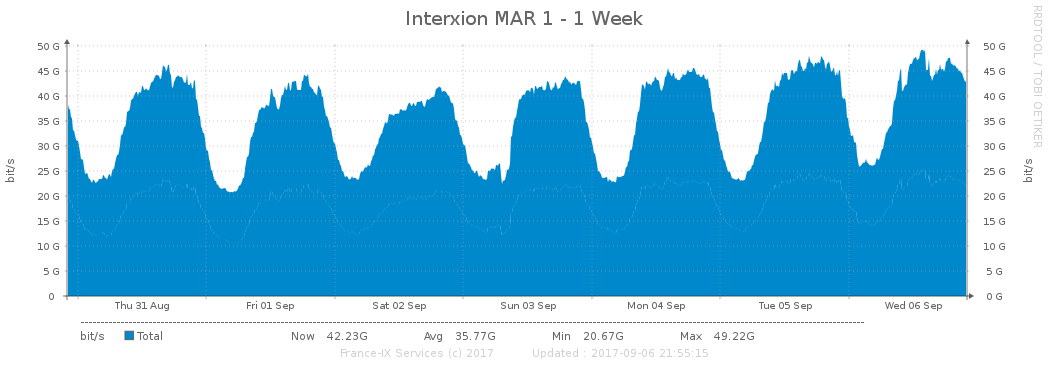 Interxion MAR 1 - 1 Week
RRDTOOL / TOBI OETIKER
50 G 50 G
45 G 45 G
40 G 40 G
35 G 35 G
30 G 30 G
25 G 25 G
20 G 20 G
15 G 15 G
10 G 10 G
5 G 5 G
0 0 G
bit/s
bit/s
Thu 31 Aug Fri 01 Sep Sat 02 Sep Sun 03 Sep Mon 04 Sep Tue 05 Sep Wed 06 Sep
bit/s Total Now 42.23G Avg 35.77G Min 20.67G Max 49.22G
France-IX Services (c) 2017 Updated : 2017-09-06 21:55:15